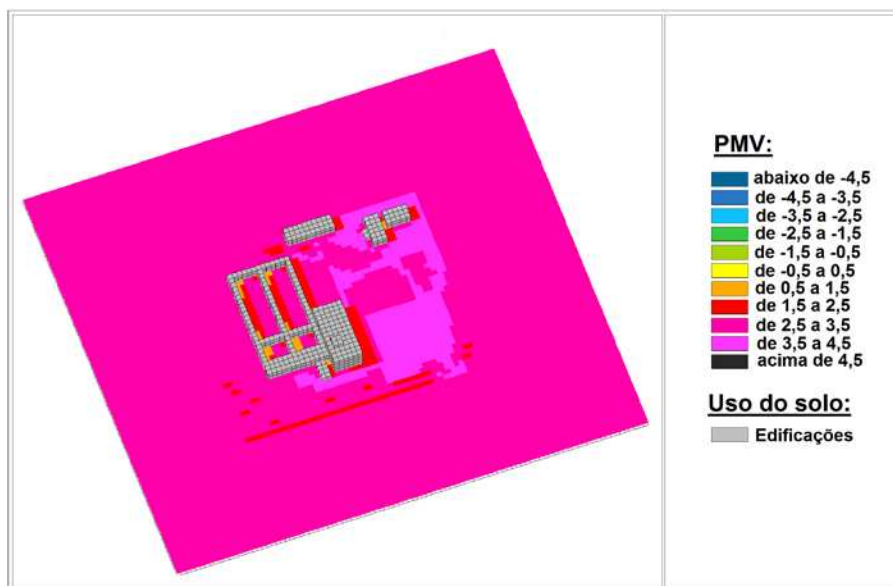 PMV:
abaixo de -4,5
de -4,5 a -3,5
de -3,5 a -2,5
de -2,5 a -1,5
de -1,5 a -0,5
de -0,5 a 0,5
de 0,5 a 1,5
de 1,5 a 2,5
de 2,5 a 3,5
de 3,5 a 4,5
acima de 4,5
Uso do solo:
Edificações